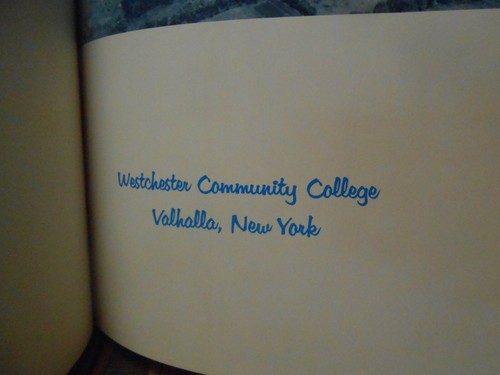 Westchester Community College
Valhalla, New York